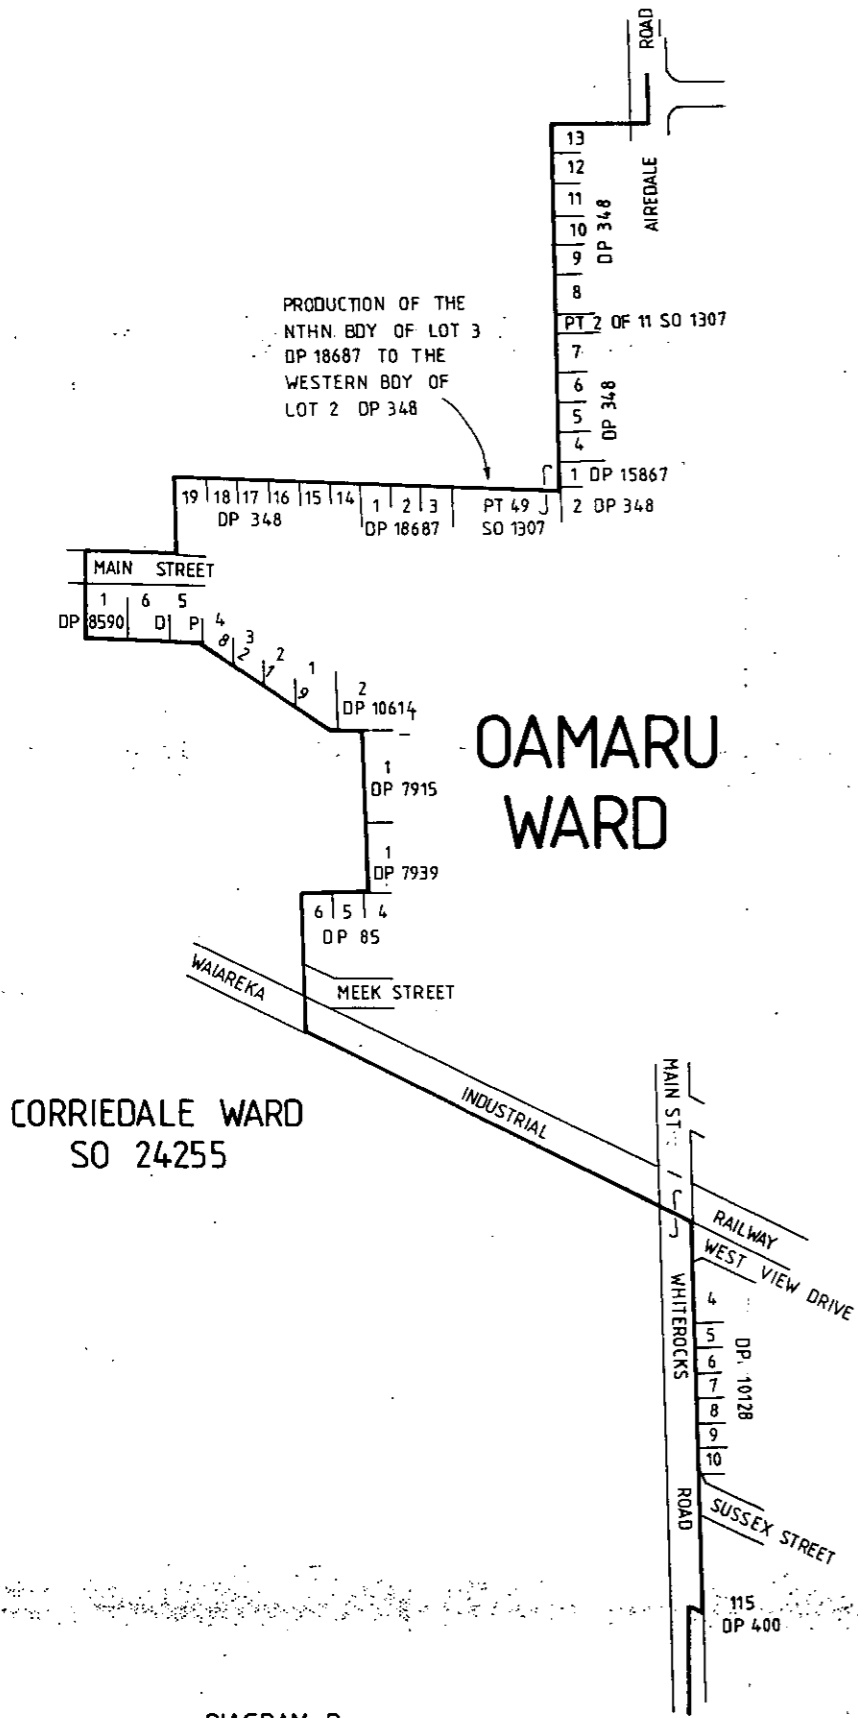 ROAD
AIREDALE
13
12
11
10
9
8
DP 348
PT 2 OF 11 SO 1307
7
6
5
4
DP 348
1 DP 15867
2 DP 348
PRODUCTION OF THE
NTHN. BDY OF LOT 3
DP 18687 TO THE
WESTERN BDY OF
LOT 2 DP 348
19 18 17 16 15 14 1 2 3 PT 49
DP 348 DP 18687 SO 1307
MAIN STREET
1 6 5 4 3 2 1
DP 8590 D P 8 2 1 9
2
DP 10614
OAMARU
WARD
1
DP 7915
1
DP 7939
6 5 4
DP 85
WAIAREKA
MEEK STREET
INDUSTRIAL
MAIN ST
CORRIEDALE WARD
SO 24255
RAILWAY
WEST VIEW DRIVE
WHITEROCKS
4
5
6
7
8
9
10
DP. 10128
ROAD
SUSSEX STREET
115
DP 400